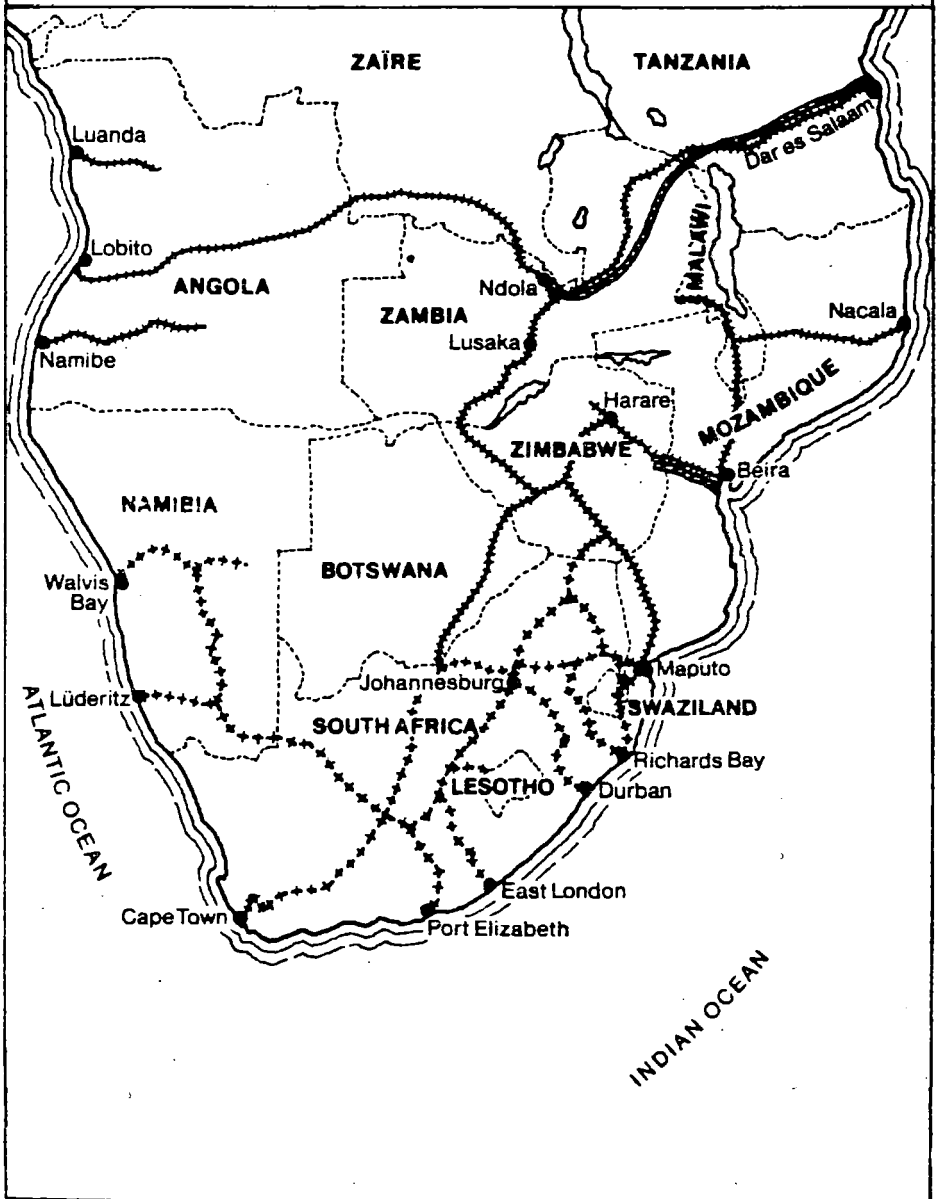 ZAÏRE
TANZANIA
Luanda
Dar es Salaam
Lobito
MALAWI
ANGOLA
Ndola
ZAMBIA
Nacala
Lusaka
Namibe
MOZAMBIQUE
Harare
ZIMBABWE
Beira
NAMIBIA
BOTSWANA
Walvis
Bay
Maputo
Johannesburg
Lüderitz
SWAZILAND
SOUTH AFRICA
ATLANTIC OCEAN
Richards Bay
LESOTHO
Durban
East London
Cape Town
Port Elizabeth
INDIAN OCEAN